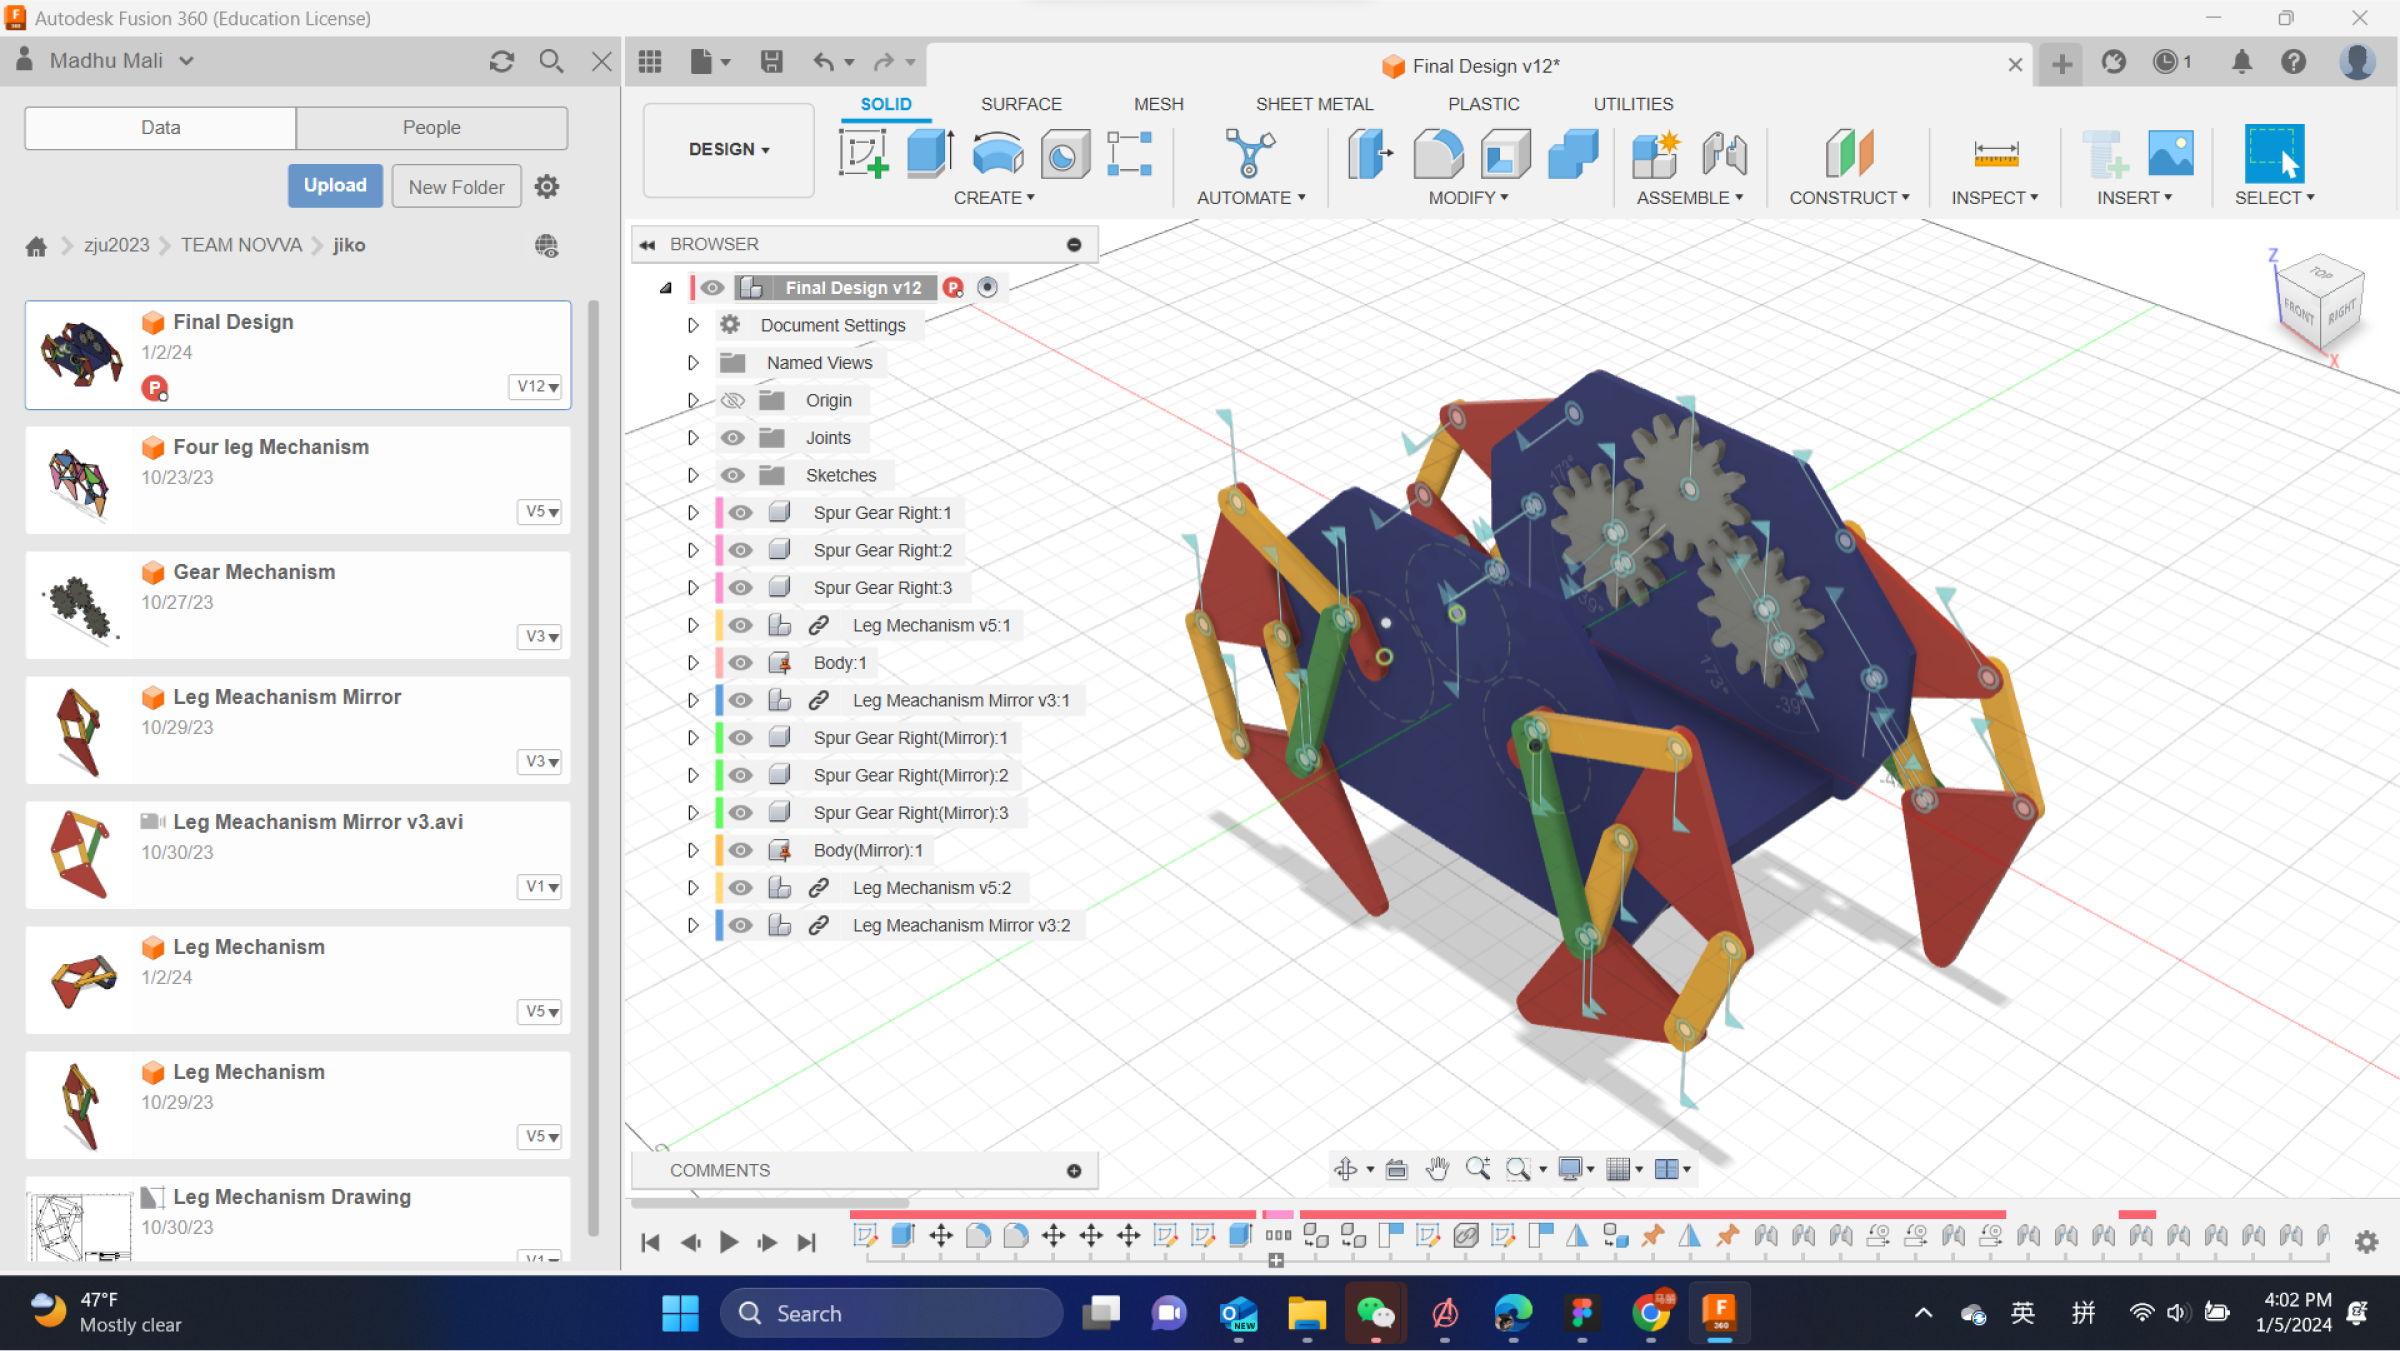 Autodesk Fusion 360 (Education License)
Madhu Mali
Final Design v12*
1
Data
People
Upload
New Folder
zju2023
TEAM NOVVA
jiko
SOLID
SURFACE
MESH
SHEET METAL
PLASTIC
UTILITIES
DESIGN
CREATE
AUTOMATE
MODIFY
ASSEMBLE
CONSTRUCT
INSPECT
INSERT
SELECT
Final Design
1/2/24
P
V12
Four leg Mechanism
10/23/23
V5
Gear Mechanism
10/27/23
V3
Leg Meachanism Mirror
10/29/23
V3
Leg Meachanism Mirror v3.avi
10/30/23
V1
Leg Mechanism
1/2/24
V5
Leg Mechanism
10/29/23
V5
Leg Mechanism Drawing
10/30/23
V1
BROWSER
Final Design v12
P
Document Settings
Named Views
Origin
Joints
Sketches
Spur Gear Right:1
Spur Gear Right:2
Spur Gear Right:3
Leg Mechanism v5:1
Body:1
Leg Meachanism Mirror v3:1
Spur Gear Right(Mirror):1
Spur Gear Right(Mirror):2
Spur Gear Right(Mirror):3
Body(Mirror):1
Leg Mechanism v5:2
Leg Meachanism Mirror v3:2
COMMENTS
Z
TOP
FRONT
RIGHT
X
-173°
-39°
173°
-39°
47°F
Mostly clear
Search
NEW
F
360
英
拼
4:02 PM
1/5/2024